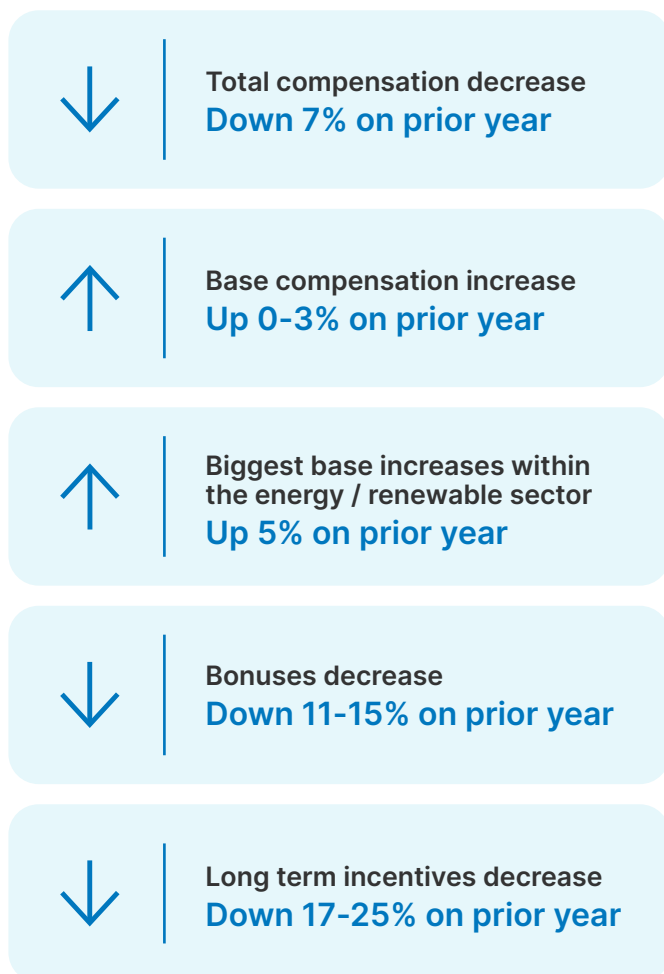 Total compensation decrease
Down 7% on prior year
Base compensation increase
Up 0-3% on prior year
Biggest base increases within
the energy / renewable sector
Up 5% on prior year
Bonuses decrease
Down 11-15% on prior year
Long term incentives decrease
Down 17-25% on prior year